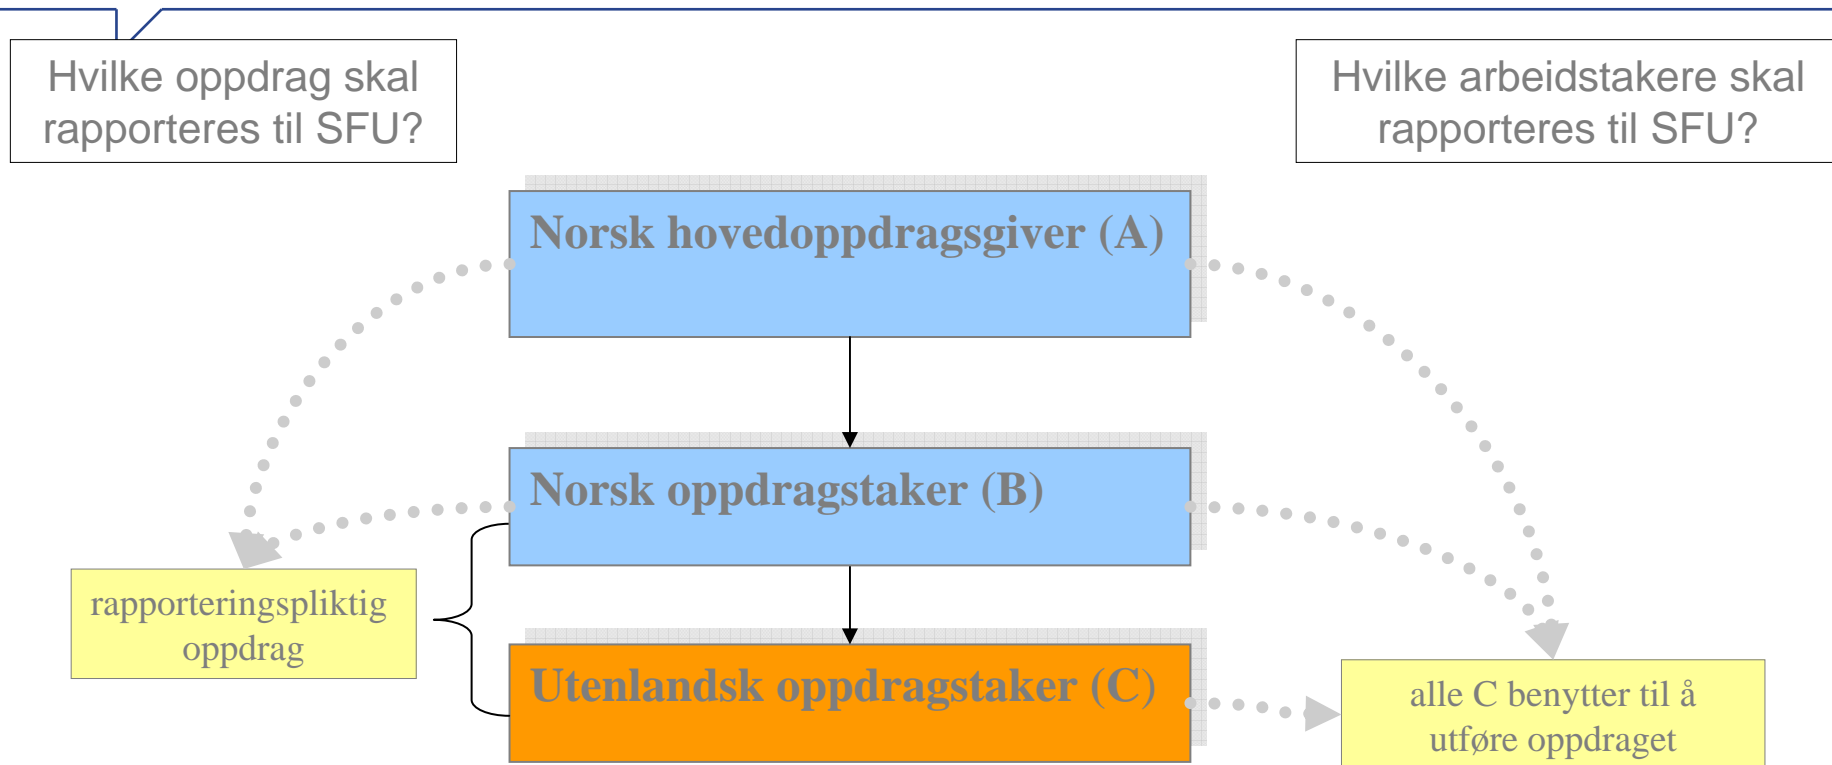 Hvilke oppdrag skal
rapporteres til SFU?
Hvilke arbeidstakere skal
rapporteres til SFU?
Norsk hovedoppdragsgiver (A)
Norsk oppdragstaker (B)
rapporteringspliktig
oppdrag
Utenlandsk oppdragstaker (C)
alle C benytter til å
utføre oppdraget